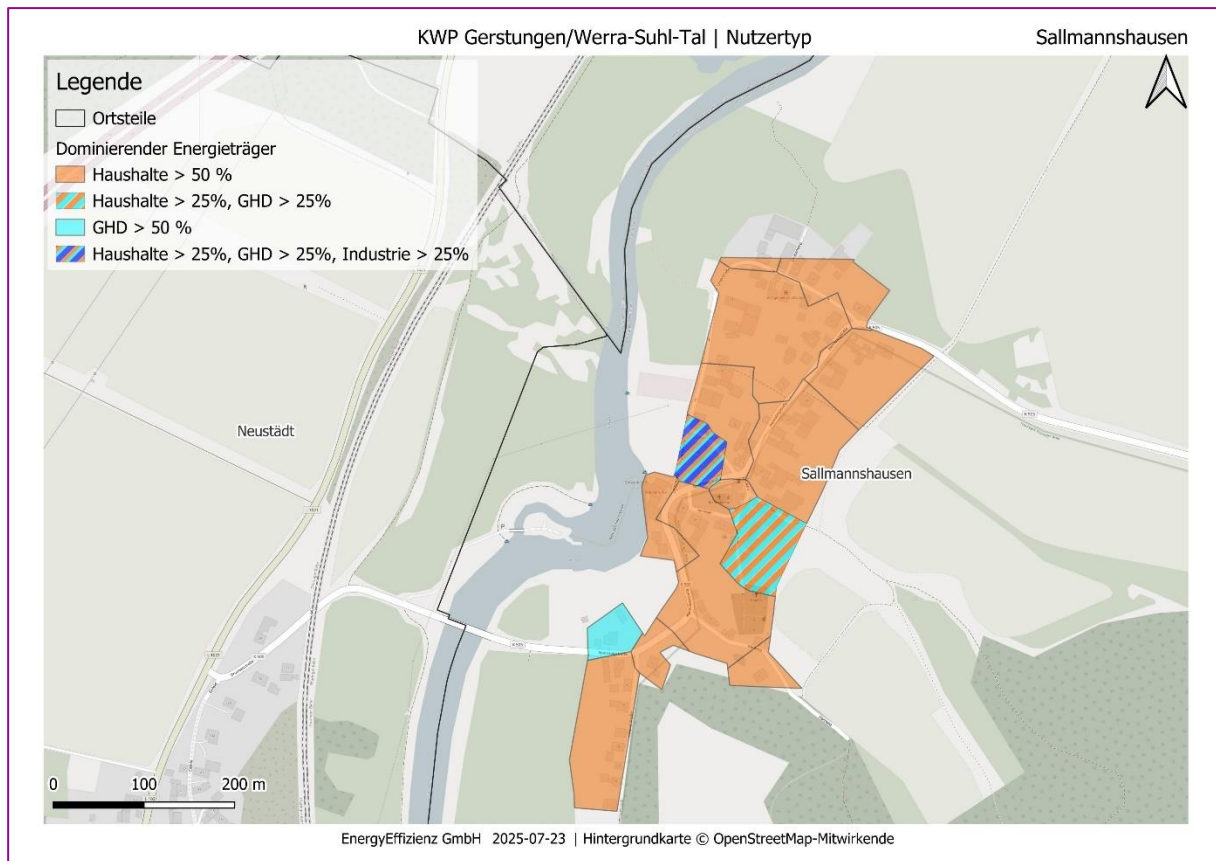 KWP Gerstungen/Werra-Suhl-Tal | Nutzertyp
Sallmannshausen
Legende
Ortsteile
Dominierender Energieträger
Haushalte > 50 %
Haushalte > 25%, GHD > 25%
GHD > 50 %
Haushalte > 25%, GHD > 25%, Industrie > 25%
Neustädt
Sallmannshausen
P
0 100 200 m
EnergyEffizienz GmbH 2025-07-23 | Hintergrundkarte © OpenStreetMap-Mitwirkende